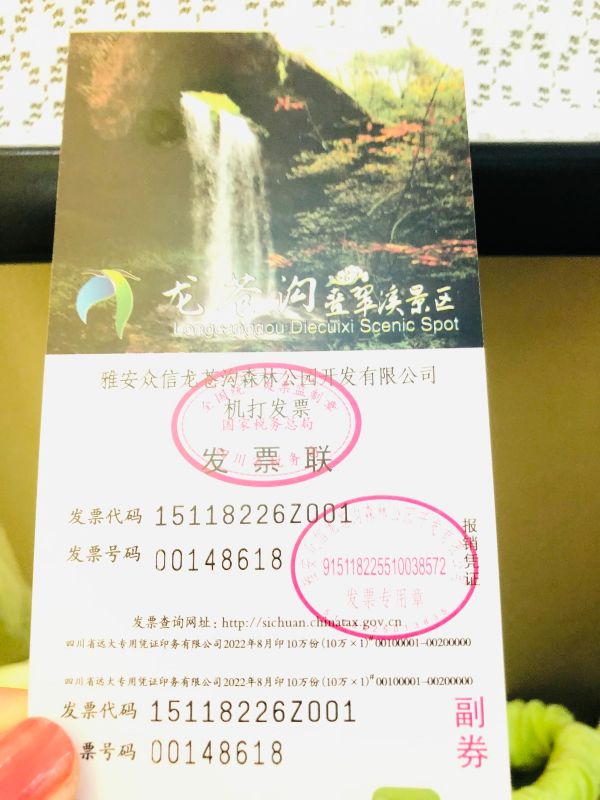 龙苍沟叠翠溪景区
Longcanggou Diecuixi Scenic Spot
雅安众信龙苍沟森林公园开发有限公司
机打发票
国家税务总局
发票联
发票代码 15118226Z001
发票号码 00148618
报销凭证
915118225510038572
发票专用章
发票查询网址: http://sichuan.chinatax.gov.cn
四川省远大专用凭证印务有限公司2022年8月印10万份(10万×1)#00100001-00200000
四川省远大专用凭证印务有限公司2022年8月印10万份(10万×1)#00100001-00200000
发票代码 15118226Z001
票号码 00148618
副券